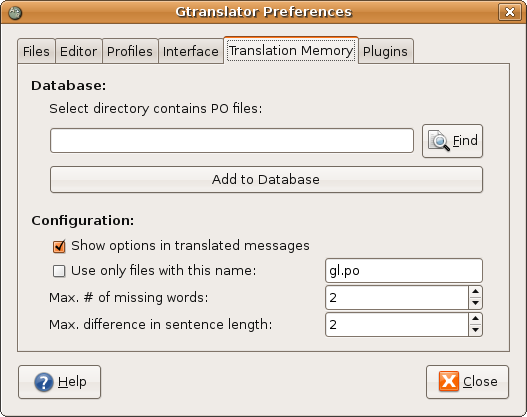 Gtranslator Preferences
Files Editor Profiles Interface Translation Memory Plugins
Database:
Select directory contains PO files:
Find
Add to Database
Configuration:
Show options in translated messages
Use only files with this name: gl.po
Max. # of missing words: 2
Max. difference in sentence length: 2
Help Close